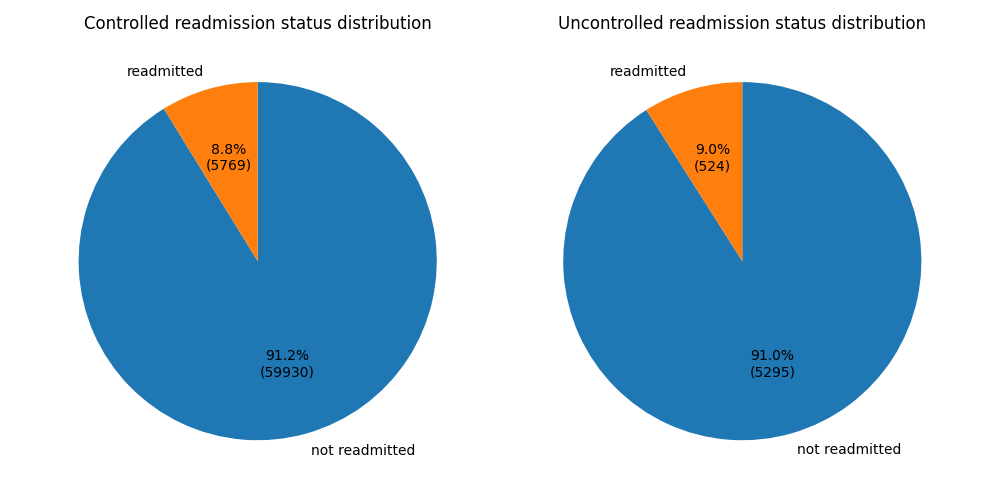 Controlled readmission status distribution
readmitted
8.8%
(5769)
91.2%
(59930)
not readmitted
Uncontrolled readmission status distribution
readmitted
9.0%
(524)
91.0%
(5295)
not readmitted